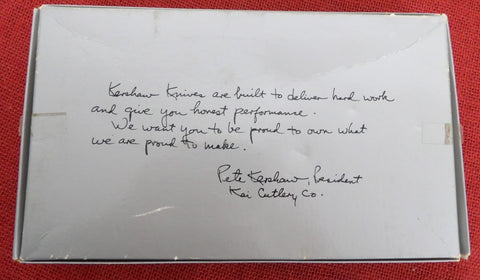 Kershaw Knives are built to deliver hard work
and give you honest performance.
We want you to be proud to own what
we are proud to make.
Pete Kershaw, President
Kai Cutlery Co.